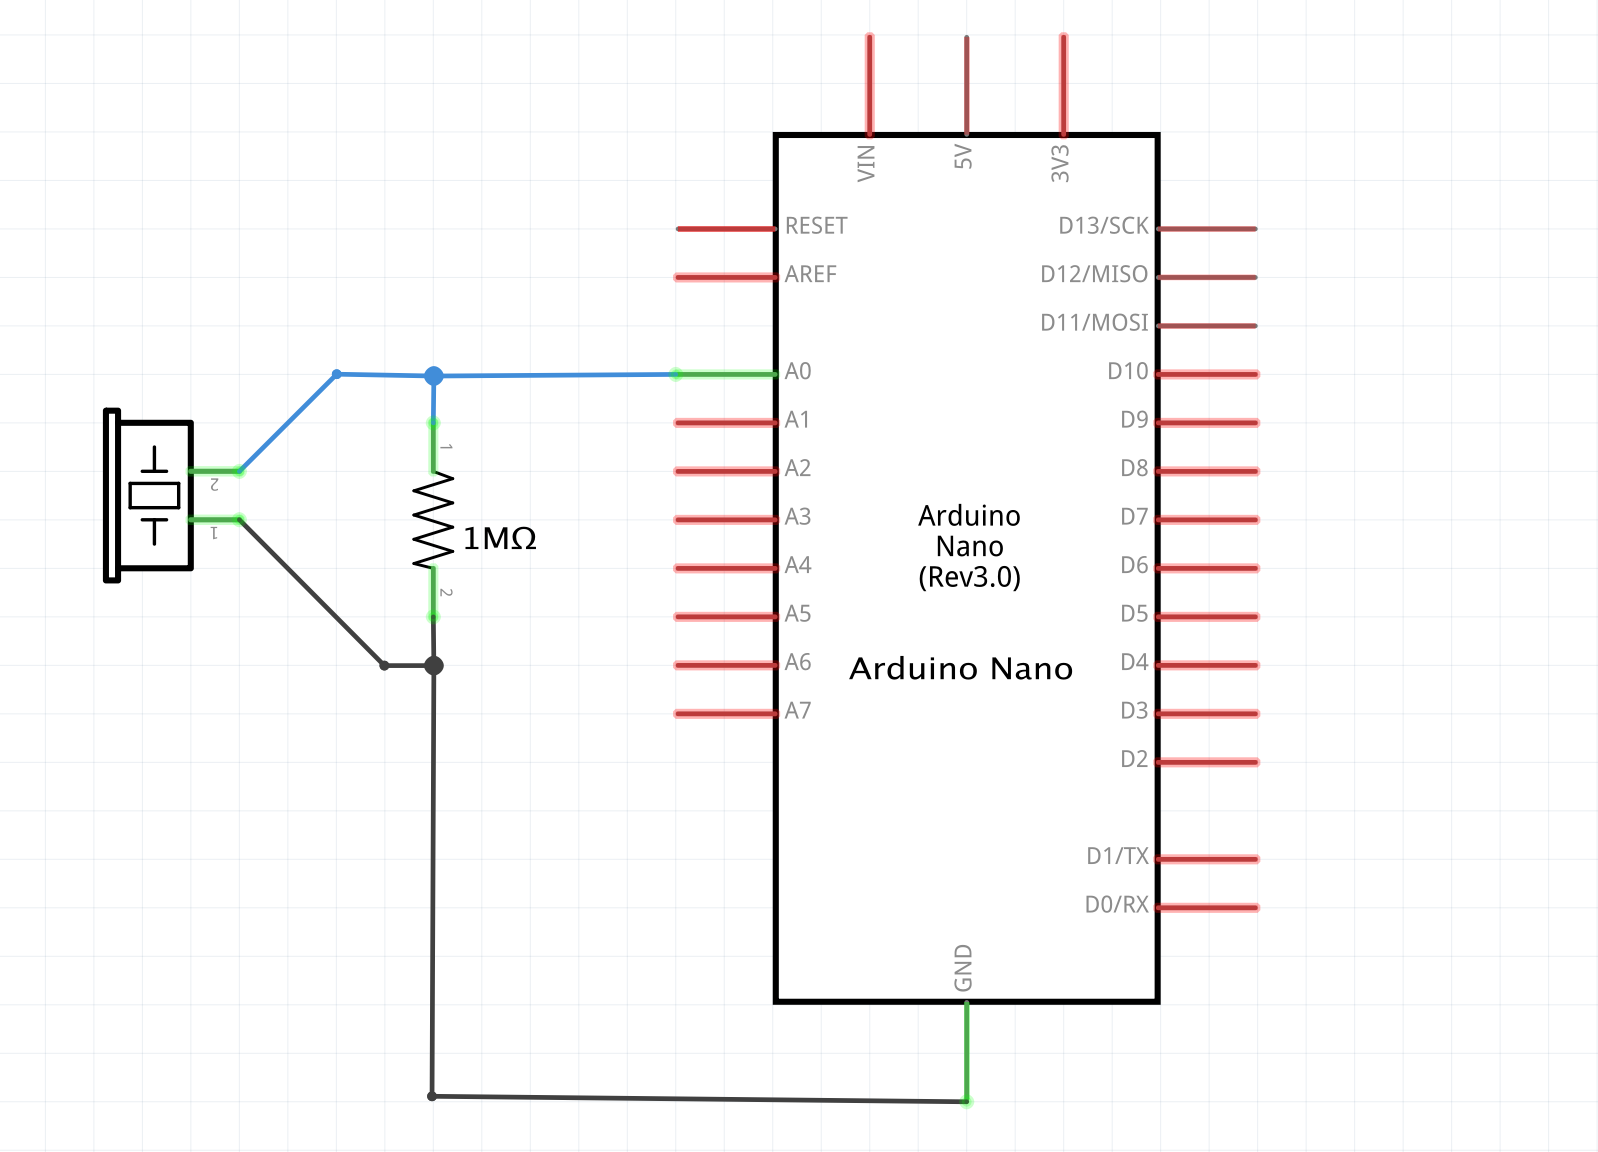 VIN
5V
3V3
RESET
D13/SCK
AREF
D12/MISO
D11/MOSI
A0
D10
A1
D9
1
A2
D8
2
A3
D7
1
Arduino
Nano
(Rev3.0)
1MΩ
A4
D6
2
A5
D5
A6
D4
Arduino Nano
A7
D3
D2
D1/TX
D0/RX
GND